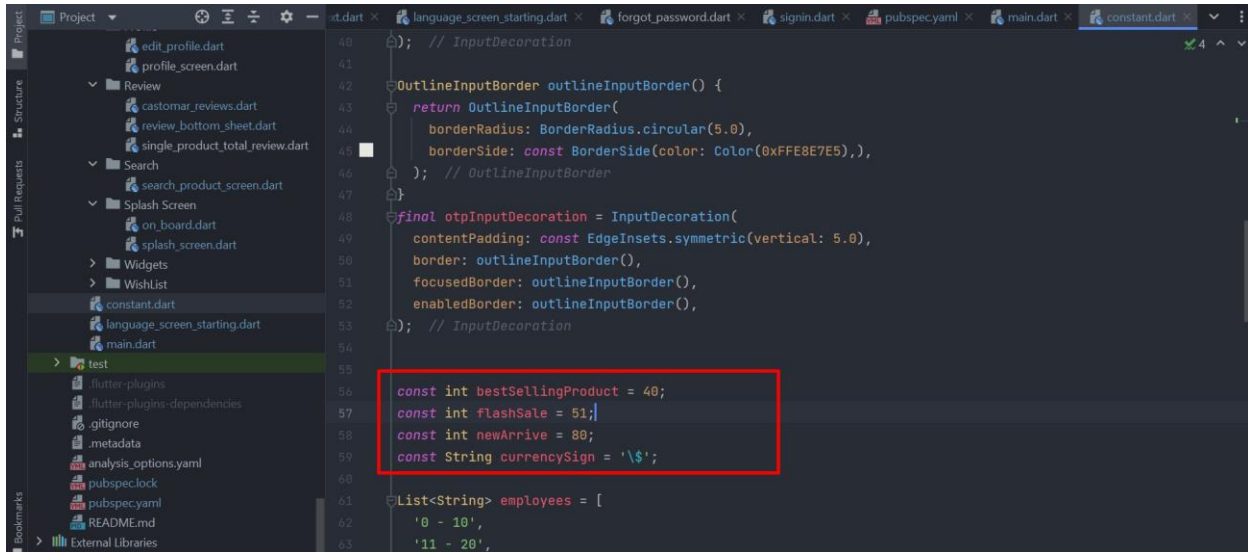 Project
xt.dart
language_screen_starting.dart
forgot_password.dart
signin.dart
pubspec.yaml
main.dart
constant.dart
Project
Structure
Pull Requests
Bookmarks
edit_profile.dart
profile_screen.dart
Review
castomar_reviews.dart
review_bottom_sheet.dart
single_product_total_review.dart
Search
search_product_screen.dart
Splash Screen
on_board.dart
splash_screen.dart
Widgets
WishList
constant.dart
language_screen_starting.dart
main.dart
test
.flutter-plugins
.flutter-plugins-dependencies
.gitignore
.metadata
analysis_options.yaml
pubspec.lock
pubspec.yaml
README.md
External Libraries
4
40 ); // InputDecoration
41
42 OutlineInputBorder outlineInputBorder() {
43 return OutlineInputBorder(
44 borderRadius: BorderRadius.circular(5.0),
45 borderSide: const BorderSide(color: Color(0xFFE8E7E5),),
46 ); // OutlineInputBorder
47 }
48 final otpInputDecoration = InputDecoration(
49 contentPadding: const EdgeInsets.symmetric(vertical: 5.0),
50 border: outlineInputBorder(),
51 focusedBorder: outlineInputBorder(),
52 enabledBorder: outlineInputBorder(),
53 ); // InputDecoration
54
55
56 const int bestSellingProduct = 40;
57 const int flashSale = 51;
58 const int newArrive = 80;
59 const String currencySign = '\$';
60
61 List<String> employees = [
62 '0 - 10',
63 '11 - 20',